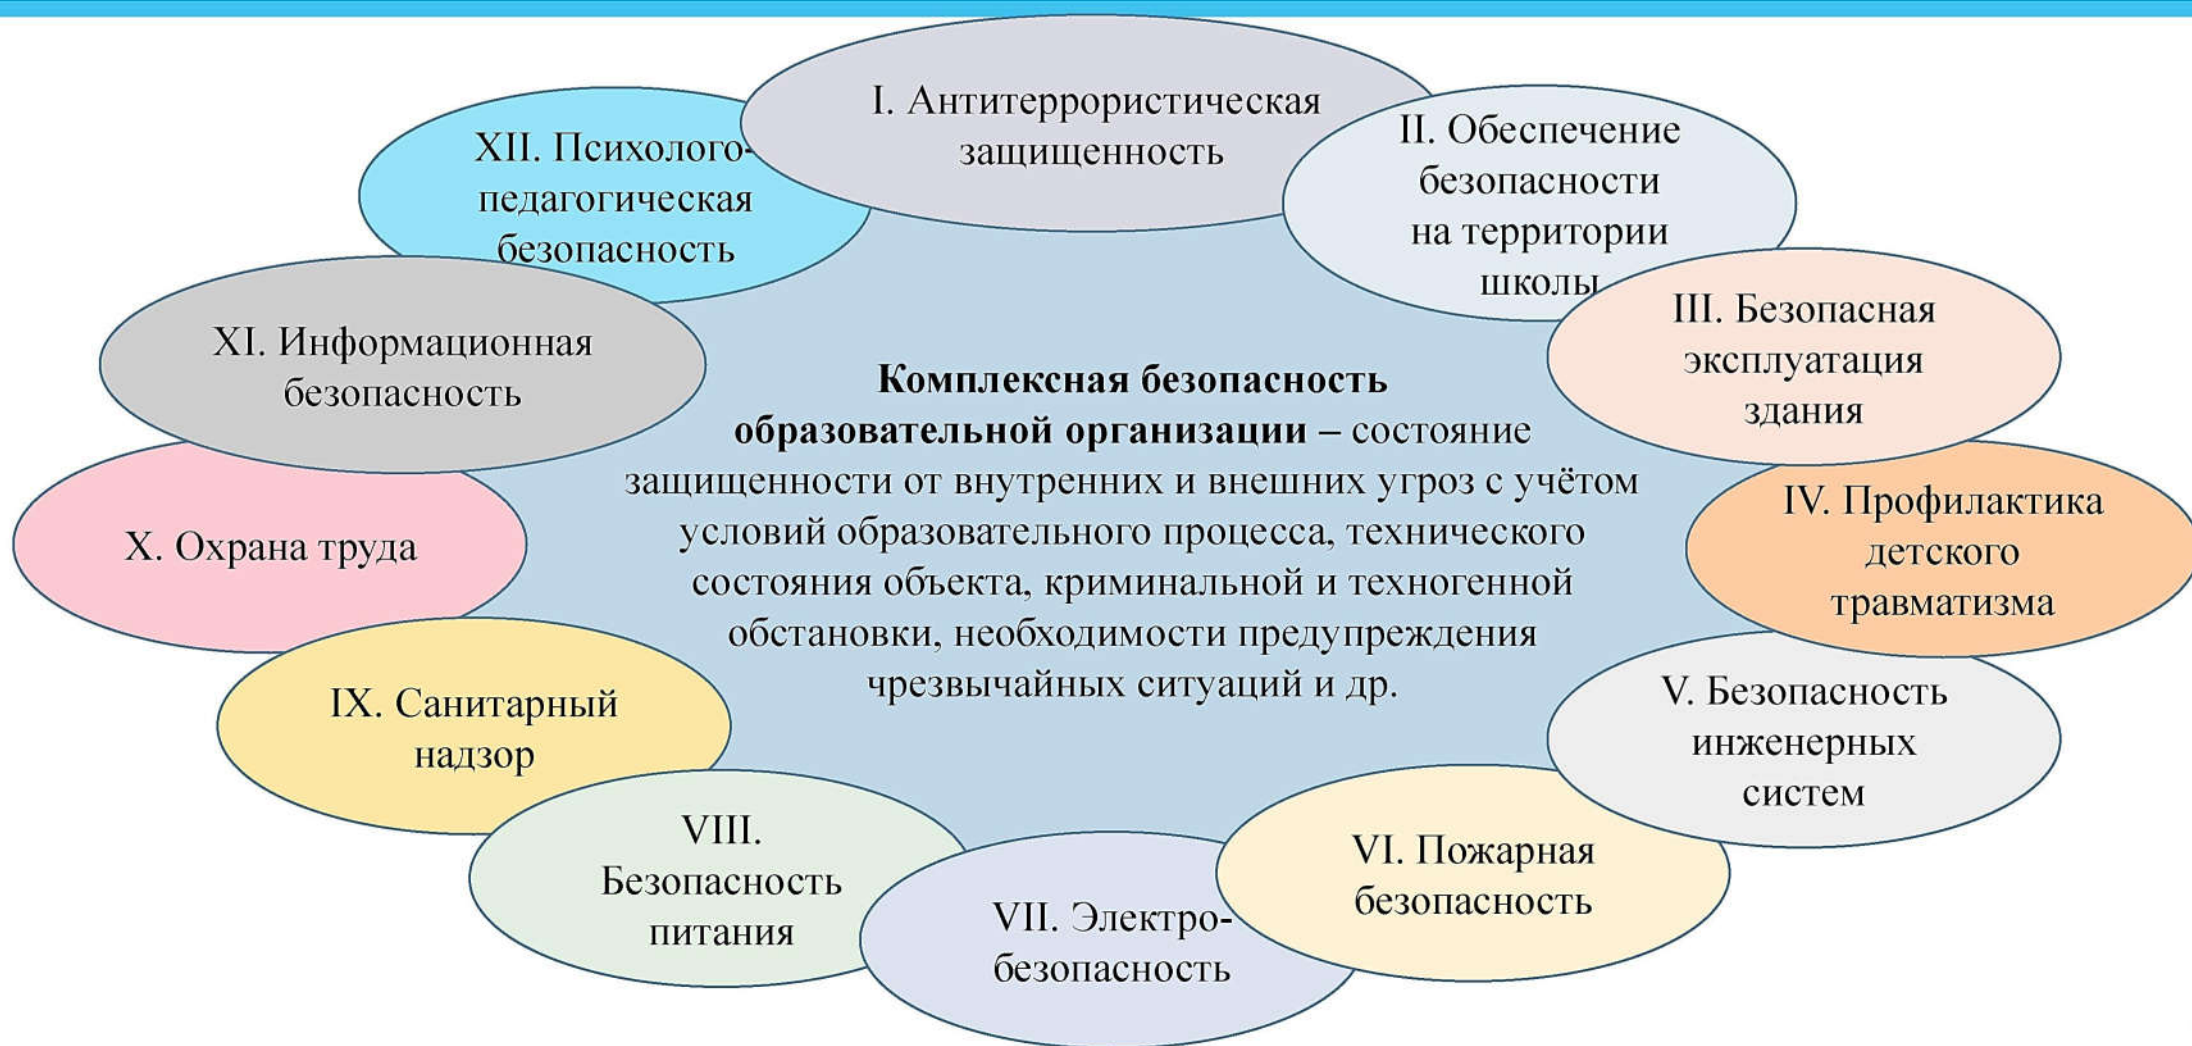 I. Антитеррористическая
защищенность
II. Обеспечение
безопасности
на территории
школы
III. Безопасная
эксплуатация
здания
IV. Профилактика
детского
травматизма
V. Безопасность
инженерных
систем
VI. Пожарная
безопасность
VII. Электро-
безопасность
VIII.
Безопасность
питания
IX. Санитарный
надзор
X. Охрана труда
XI. Информационная
безопасность
XII. Психолого-
педагогическая
безопасность
Комплексная безопасность
образовательной организации – состояние
защищенности от внутренних и внешних угроз с учётом
условий образовательного процесса, технического
состояния объекта, криминальной и техногенной
обстановки, необходимости предупреждения
чрезвычайных ситуаций и др.